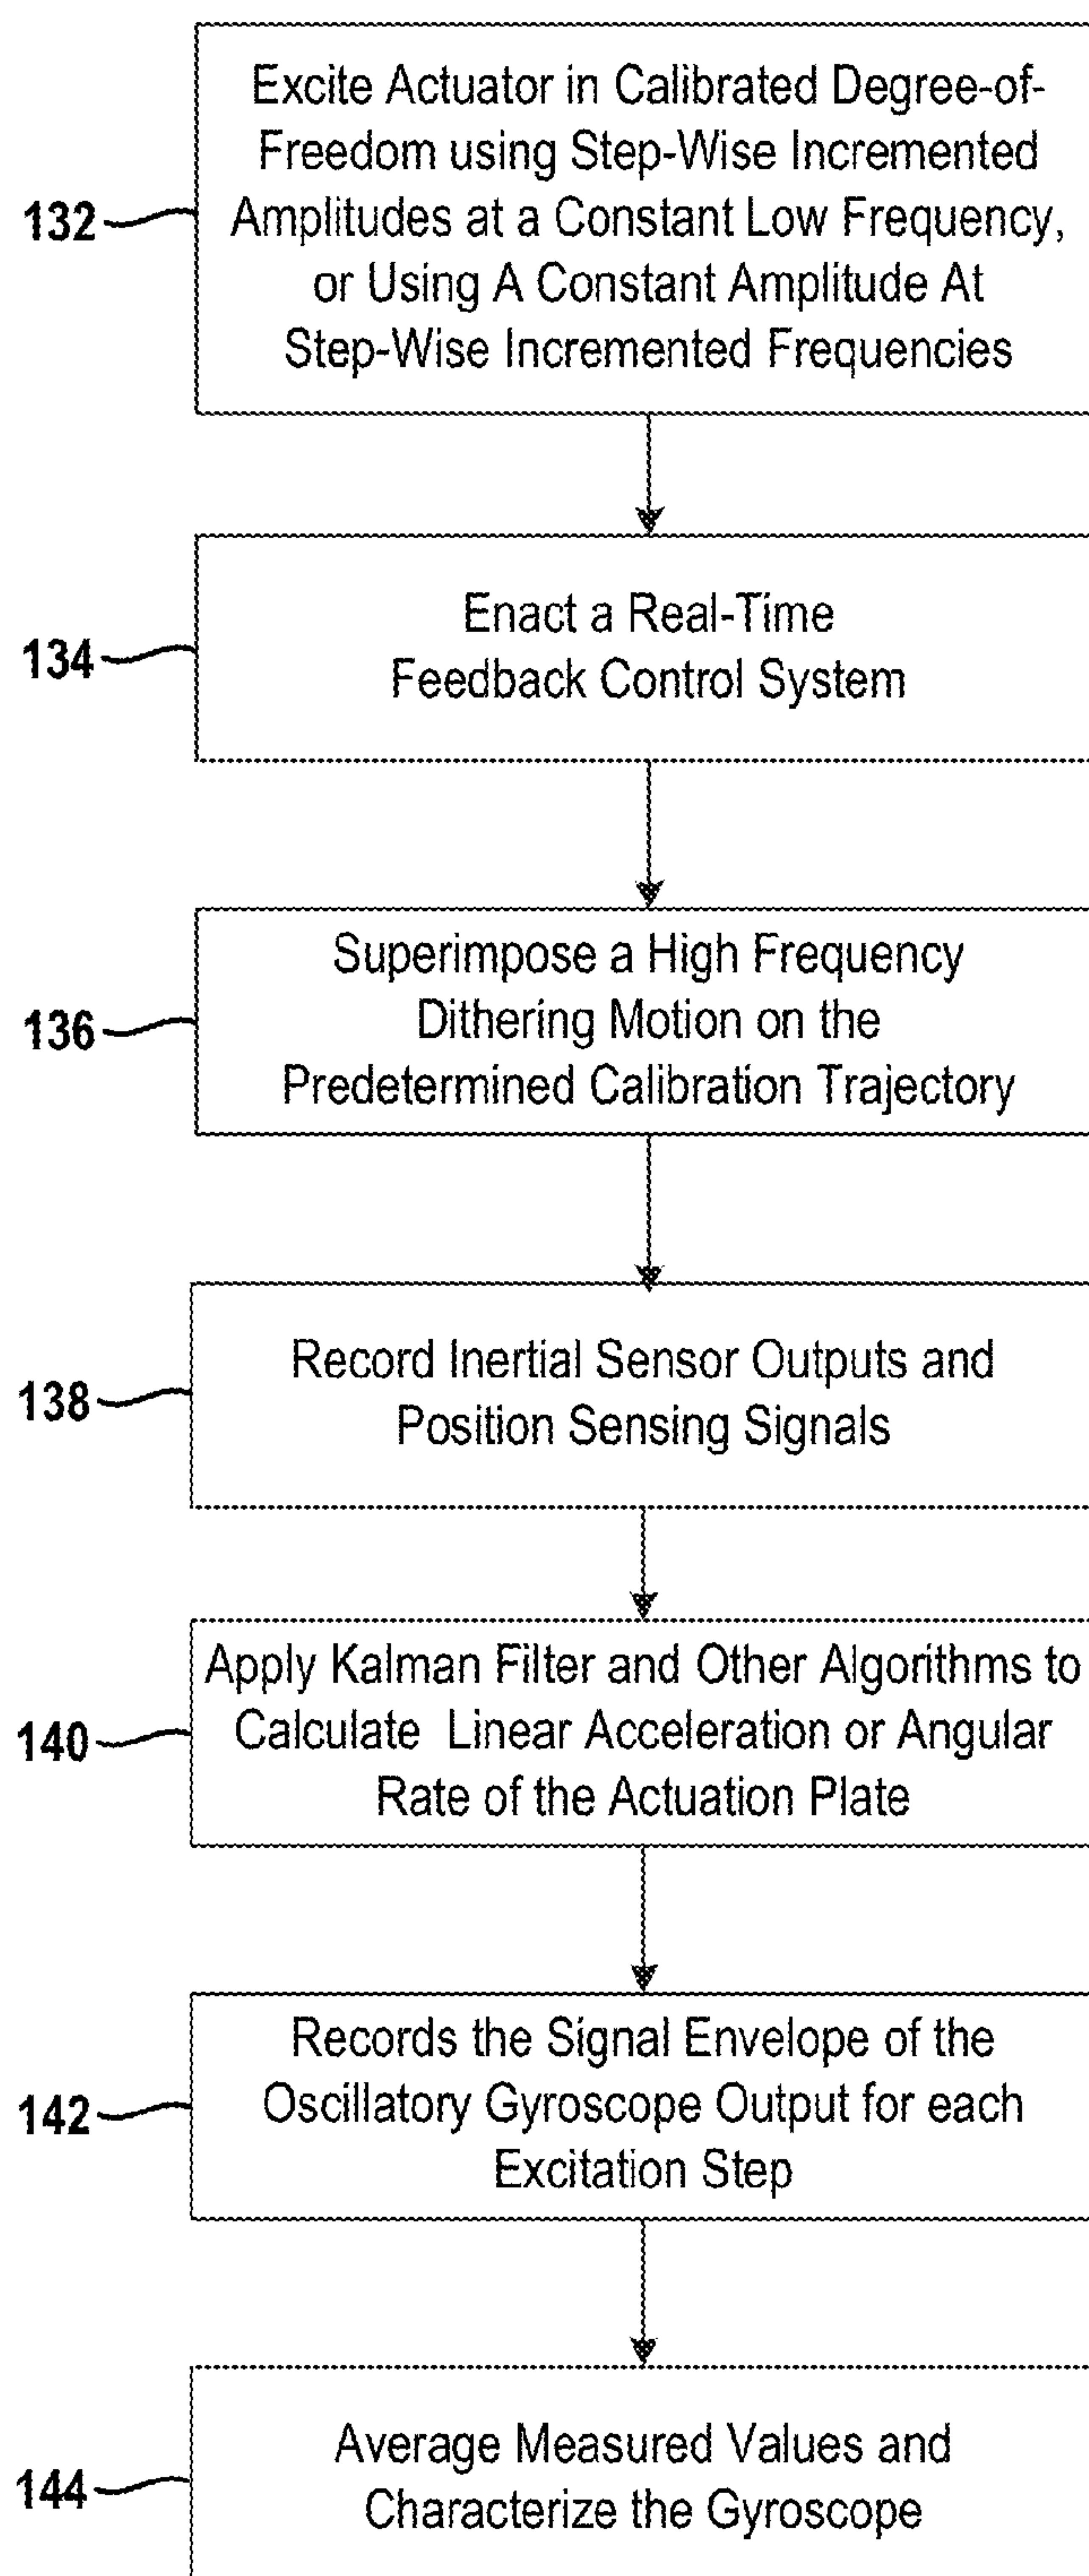 Excite Actuator in Calibrated Degree-of-
Freedom using Step-Wise Incremented
132
Amplitudes at a Constant Low Frequency,
or Using A Constant Amplitude At
Step-Wise Incremented Frequencies
Enact a Real-Time
134
Feedback Control System
Superimpose a High Frequency
136
Dithering Motion on the
Predetermined Calibration Trajectory
Record Inertial Sensor Outputs and
138
Position Sensing Signals
Apply Kalman Filter and Other Algorithms to
140
Calculate Linear Acceleration or Angular
Rate of the Actuation Plate
Records the Signal Envelope of the
142
Oscillatory Gyroscope Output for each
Excitation Step
Average Measured Values and
144
Characterize the Gyroscope